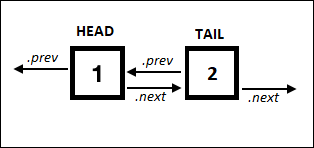 HEAD TAIL
.prev .prev
1 2
.next .next